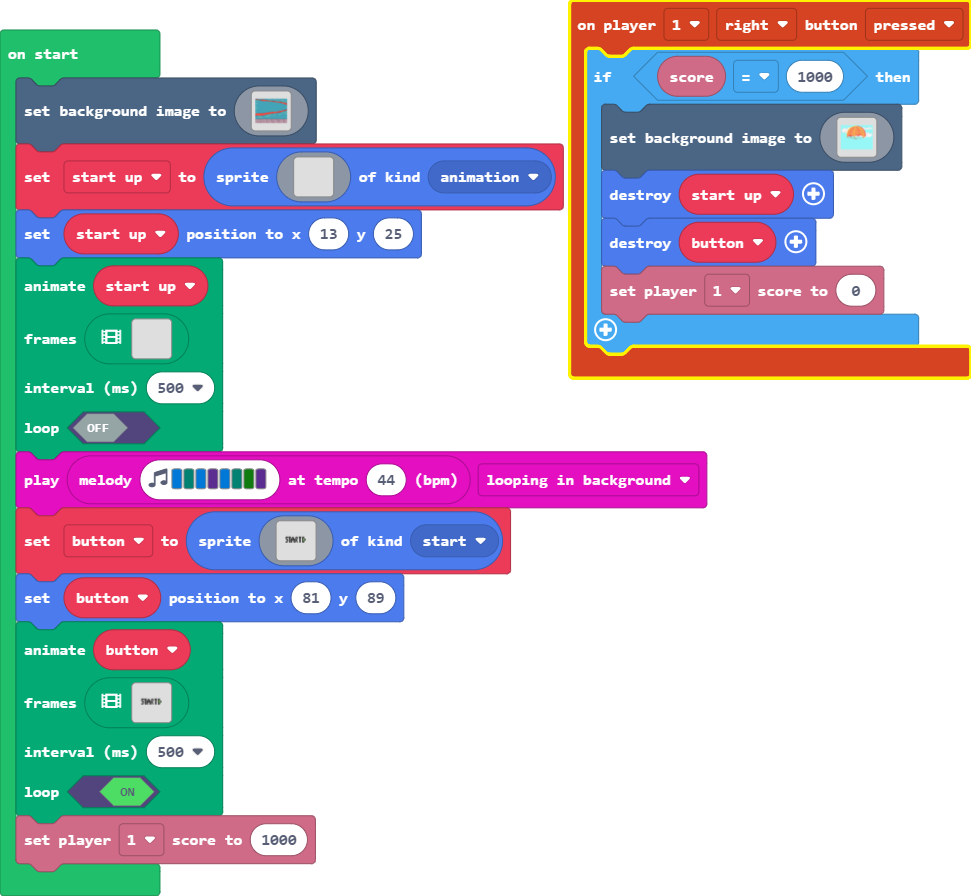 on start
set background image to
set start up to sprite of kind animation
set start up position to x 13 y 25
animate start up
frames
interval (ms) 500
loop OFF
play melody at tempo 44 (bpm) looping in background
set button to sprite START of kind start
set button position to x 81 y 89
animate button
frames START
interval (ms) 500
loop ON
set player 1 score to 1000
on player 1 right button pressed
if score = 1000 then
set background image to
destroy start up
destroy button
set player 1 score to 0